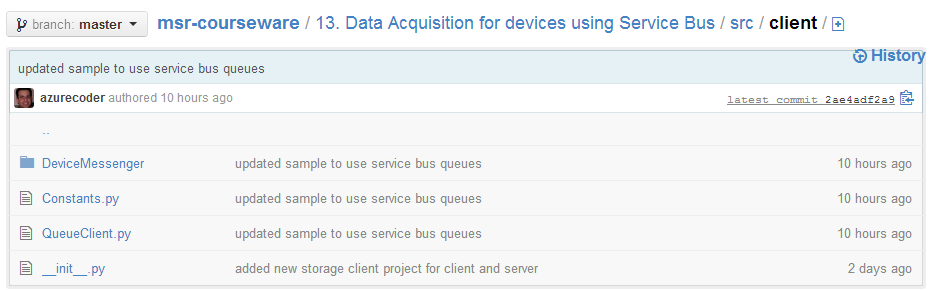 branch: master msr-courseware / 13. Data Acquisition for devices using Service Bus / src / client /
History
updated sample to use service bus queues
azurecoder authored 10 hours ago latest commit 2ae4adf2a9
..
DeviceMessenger updated sample to use service bus queues 10 hours ago
Constants.py updated sample to use service bus queues 10 hours ago
QueueClient.py updated sample to use service bus queues 10 hours ago
__init__.py added new storage client project for client and server 2 days ago